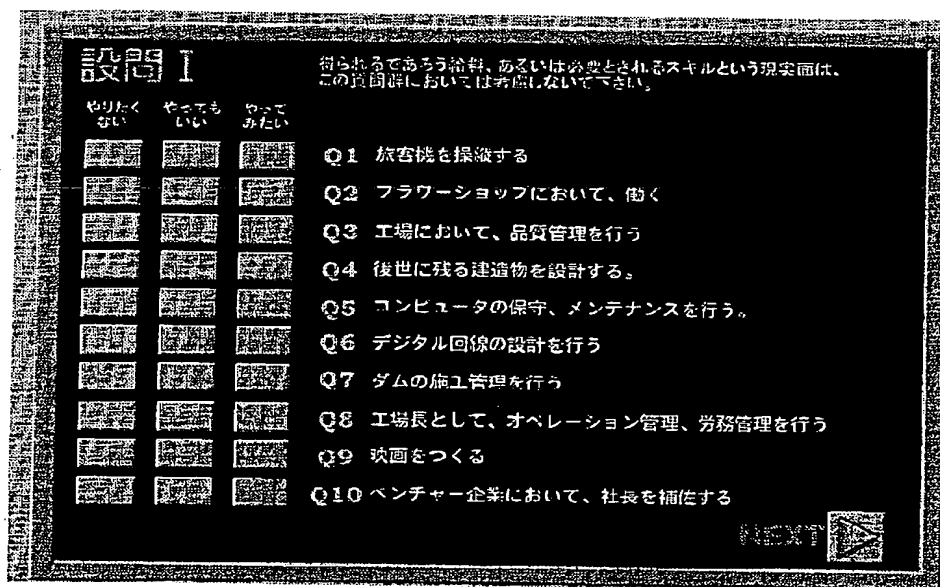 設問 I
得られるであろう給料、あるいは必要とされるスキルという現実面は、
この質問群においては考慮しないで下さい。
やりたく やっても やって
ない いい みたい
Q1 旅客機を操縦する
Q2 フラワーショップにおいて、働く
Q3 工場において、品質管理を行う
Q4 後世に残る建造物を設計する。
Q5 コンピュータの保守、メンテナンスを行う。
Q6 デジタル回線の設計を行う
Q7 ダムの施工管理を行う
Q8 工場長として、オペレーション管理、労務管理を行う
Q9 映画をつくる
Q10 ベンチャー企業において、社長を補佐する
NEXT